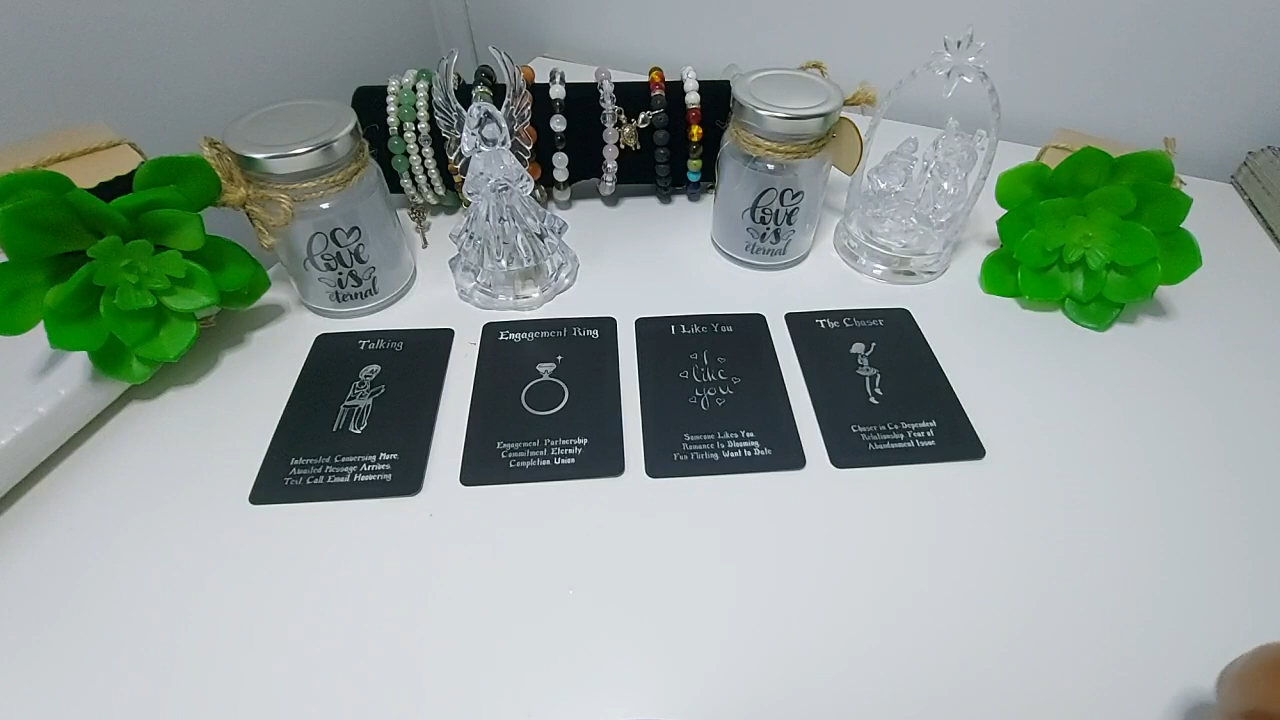 love
is
eternal
love
is
eternal
Talking
Interested. Conversing More.
Awaited Message Arrives.
Text. Call. Email. Hoovering
Engagement Ring
Engagement. Partnership
Commitment. Eternity
Completion. Union
I Like You
I
like
you
Someone Likes You.
Romance Is Blooming
Fun Flirting. Want to Date
The Chaser
Chaser in Co-Dependent
Relationship. Fear of
Abandonment Issue